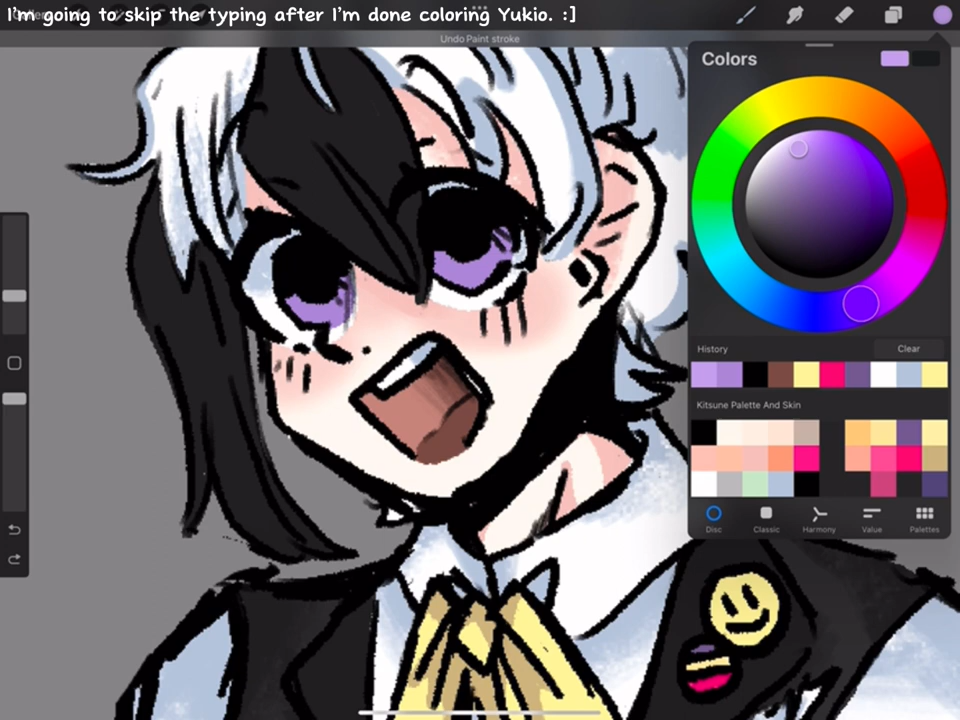 I'm going to skip the typing after I'm done coloring Yukio. :]
Undo Paint stroke
Colors
History
Clear
Kitsune Palette And Skin
Disc
Classic
Harmony
Value
Palettes